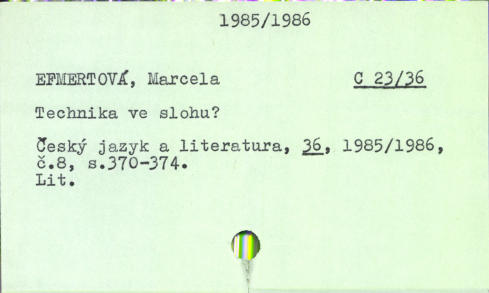 1985/1986
EFMERTOVÁ, Marcela C 23/36
Technika ve slohu?
Český jazyk a literatura, 36, 1985/1986,
č.8, s.370-374.
Lit.